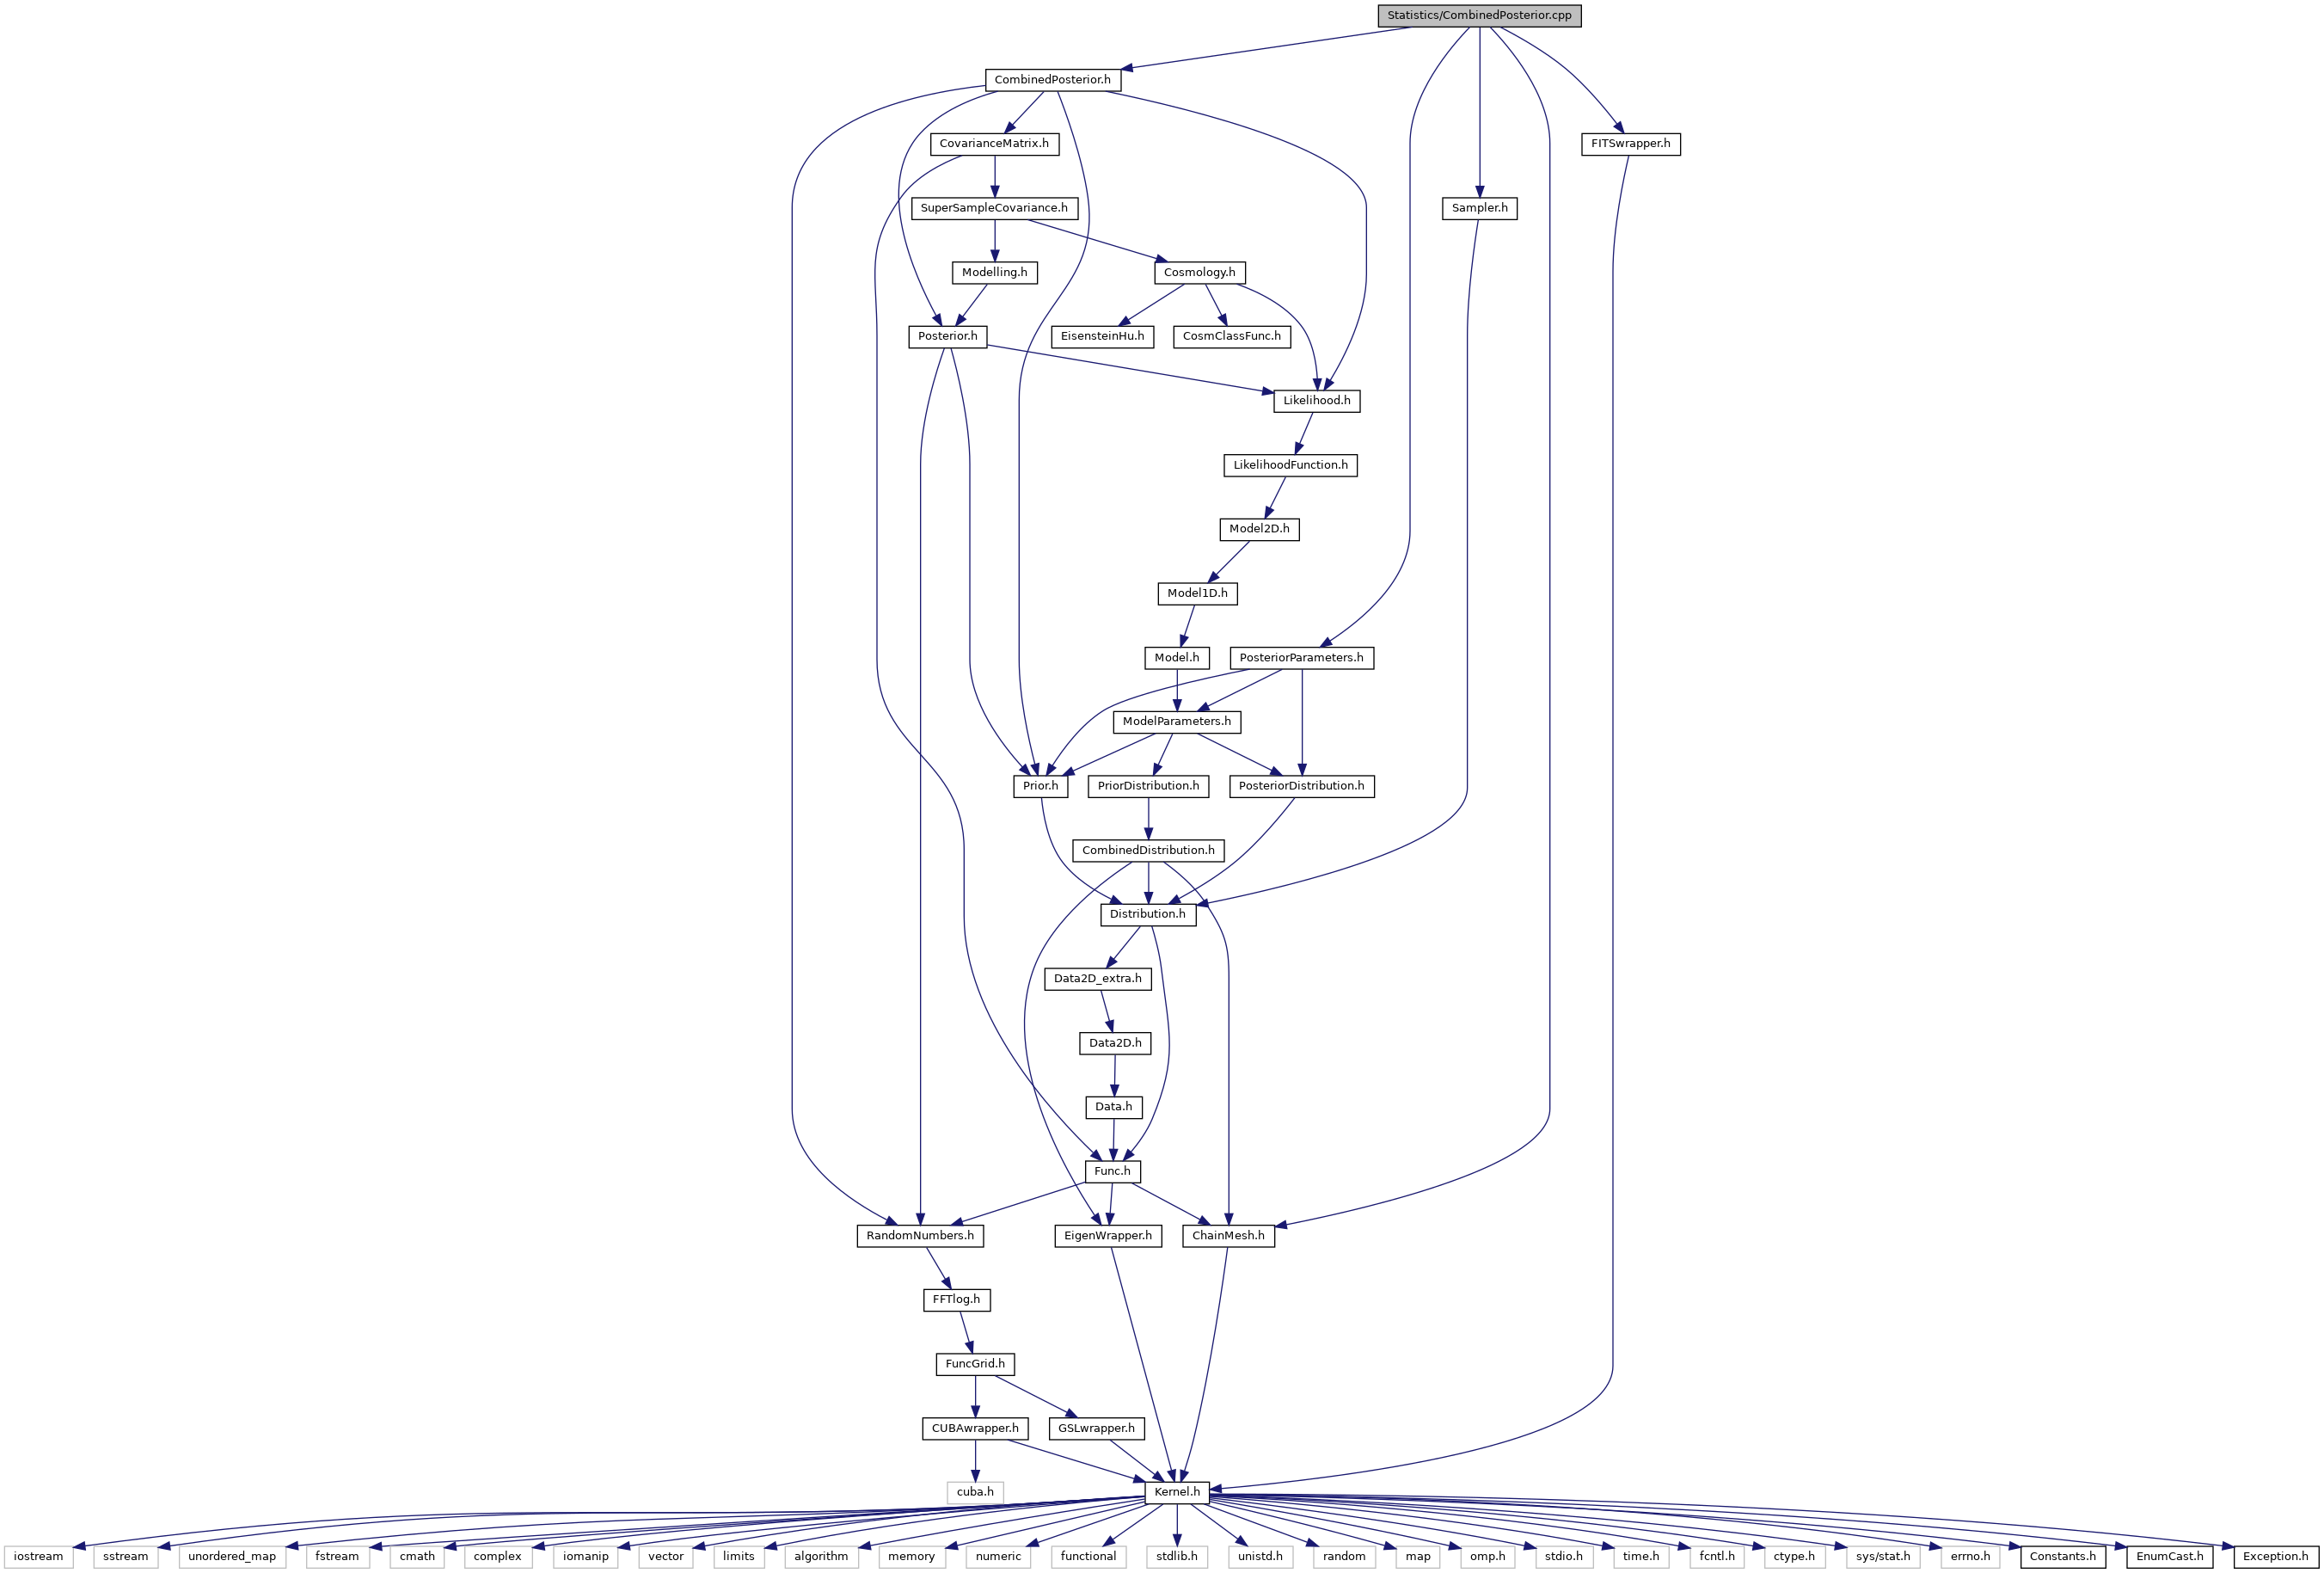 Statistics/CombinedPosterior.cpp
CombinedPosterior.h
CovarianceMatrix.h
FITSwrapper.h
SuperSampleCovariance.h
Sampler.h
Modelling.h
Cosmology.h
Posterior.h
EisensteinHu.h
CosmClassFunc.h
Likelihood.h
LikelihoodFunction.h
Model2D.h
Model1D.h
Model.h
PosteriorParameters.h
ModelParameters.h
Prior.h
PriorDistribution.h
PosteriorDistribution.h
CombinedDistribution.h
Distribution.h
Data2D_extra.h
Data2D.h
Data.h
Func.h
RandomNumbers.h
EigenWrapper.h
ChainMesh.h
FFTlog.h
FuncGrid.h
CUBAwrapper.h
GSLwrapper.h
cuba.h
Kernel.h
iostream
sstream
unordered_map
fstream
cmath
complex
iomanip
vector
limits
algorithm
memory
numeric
functional
stdlib.h
unistd.h
random
map
omp.h
stdio.h
time.h
fcntl.h
ctype.h
sys/stat.h
errno.h
Constants.h
EnumCast.h
Exception.h